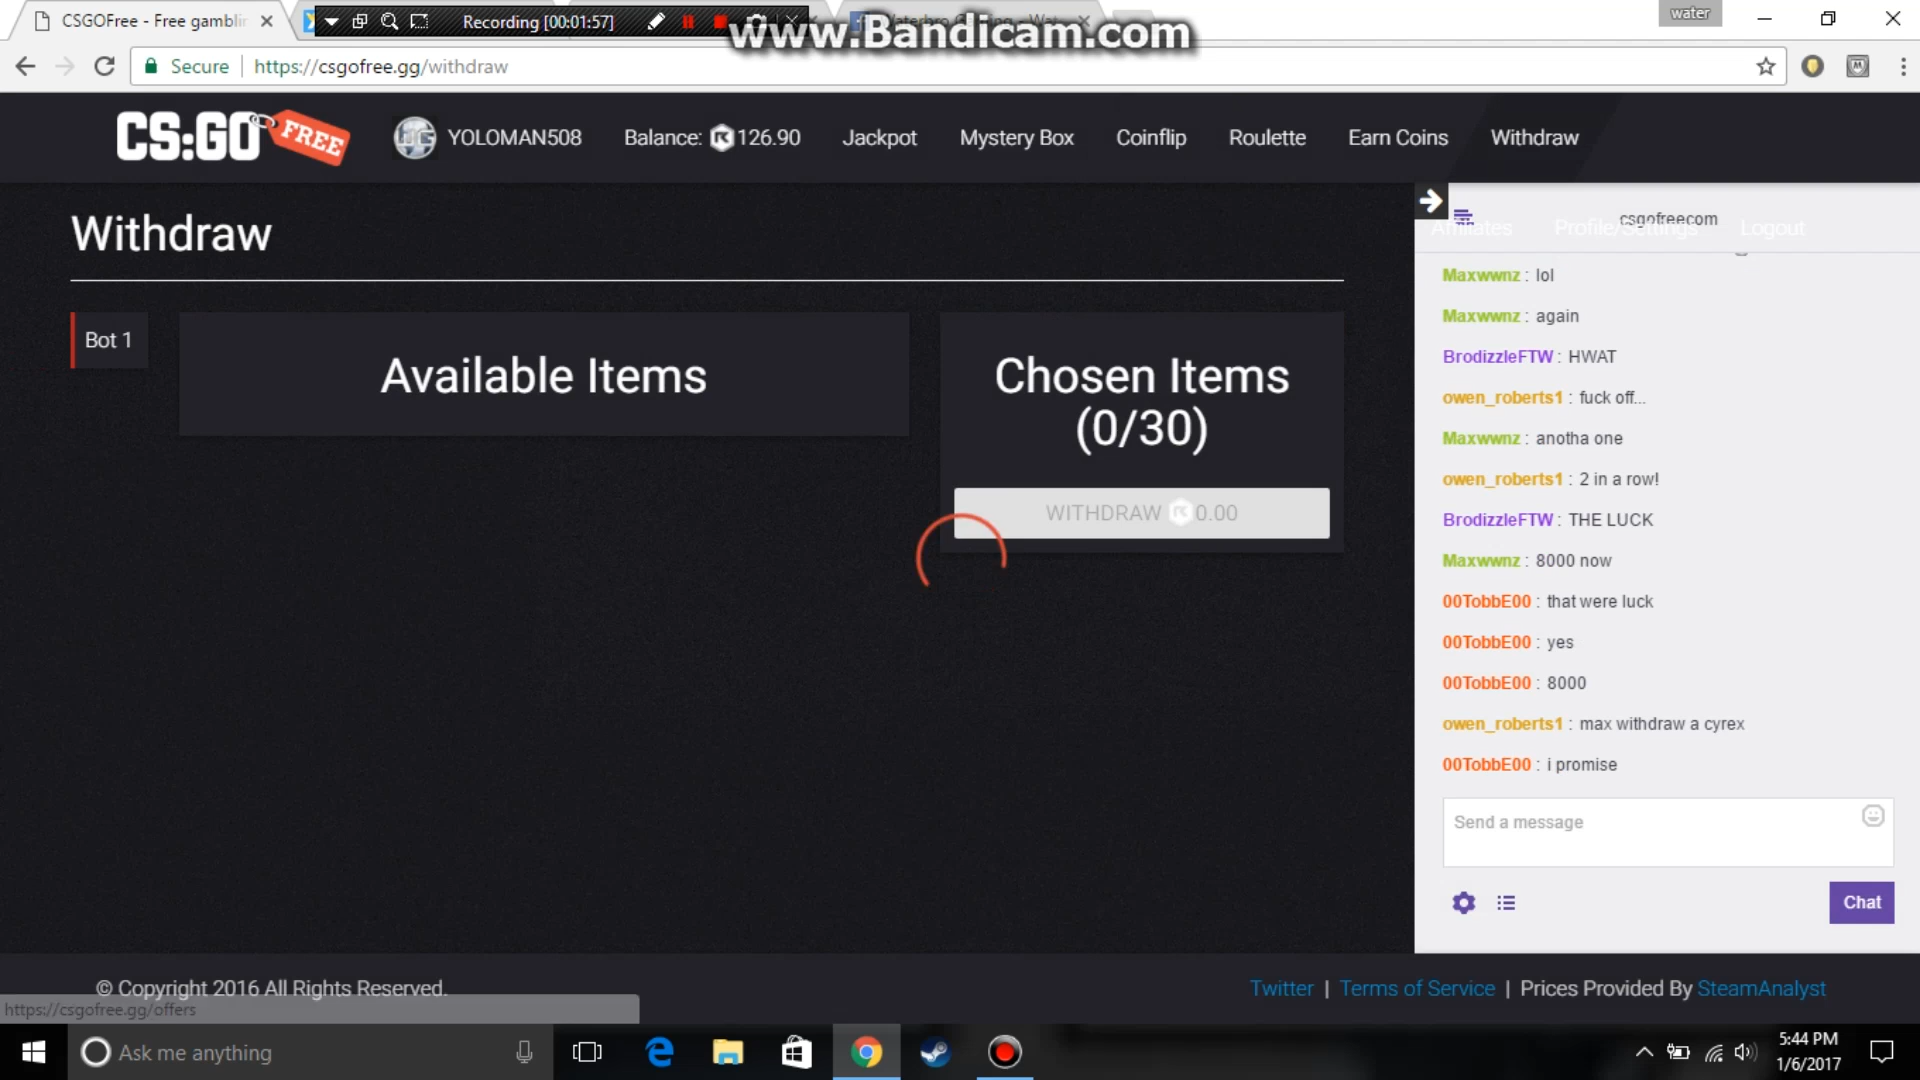 CSGOFree - Free gamblin
Recording [00:01:57]
www.Bandicam.com
water
Secure
https://csgofree.gg/withdraw
CS:GO FREE
YOLOMAN508
Balance: 126.90
Jackpot
Mystery Box
Coinflip
Roulette
Earn Coins
Withdraw
Affiliates
Profile/Settings
Logout
csgofreecom
Withdraw
Bot 1
Available Items
Chosen Items
(0/30)
WITHDRAW 0.00
Maxwwnz : lol
Maxwwnz : again
BrodizzleFTW : HWAT
owen_roberts1 : fuck off...
Maxwwnz : anotha one
owen_roberts1 : 2 in a row!
BrodizzleFTW : THE LUCK
Maxwwnz : 8000 now
00TobbE00 : that were luck
00TobbE00 : yes
00TobbE00 : 8000
owen_roberts1 : max withdraw a cyrex
00TobbE00 : i promise
Send a message
Chat
© Copyright 2016 All Rights Reserved.
Twitter | Terms of Service | Prices Provided By SteamAnalyst
https://csgofree.gg/offers
Ask me anything
5:44 PM
1/6/2017